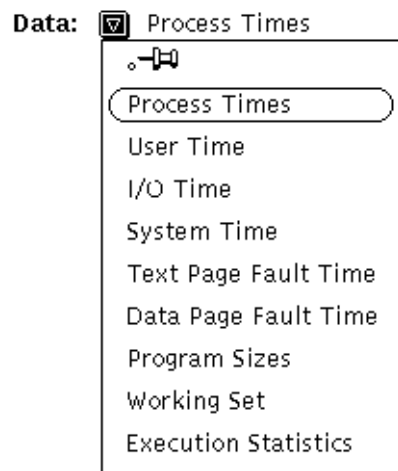 Data: Process Times
Process Times
User Time
I/O Time
System Time
Text Page Fault Time
Data Page Fault Time
Program Sizes
Working Set
Execution Statistics